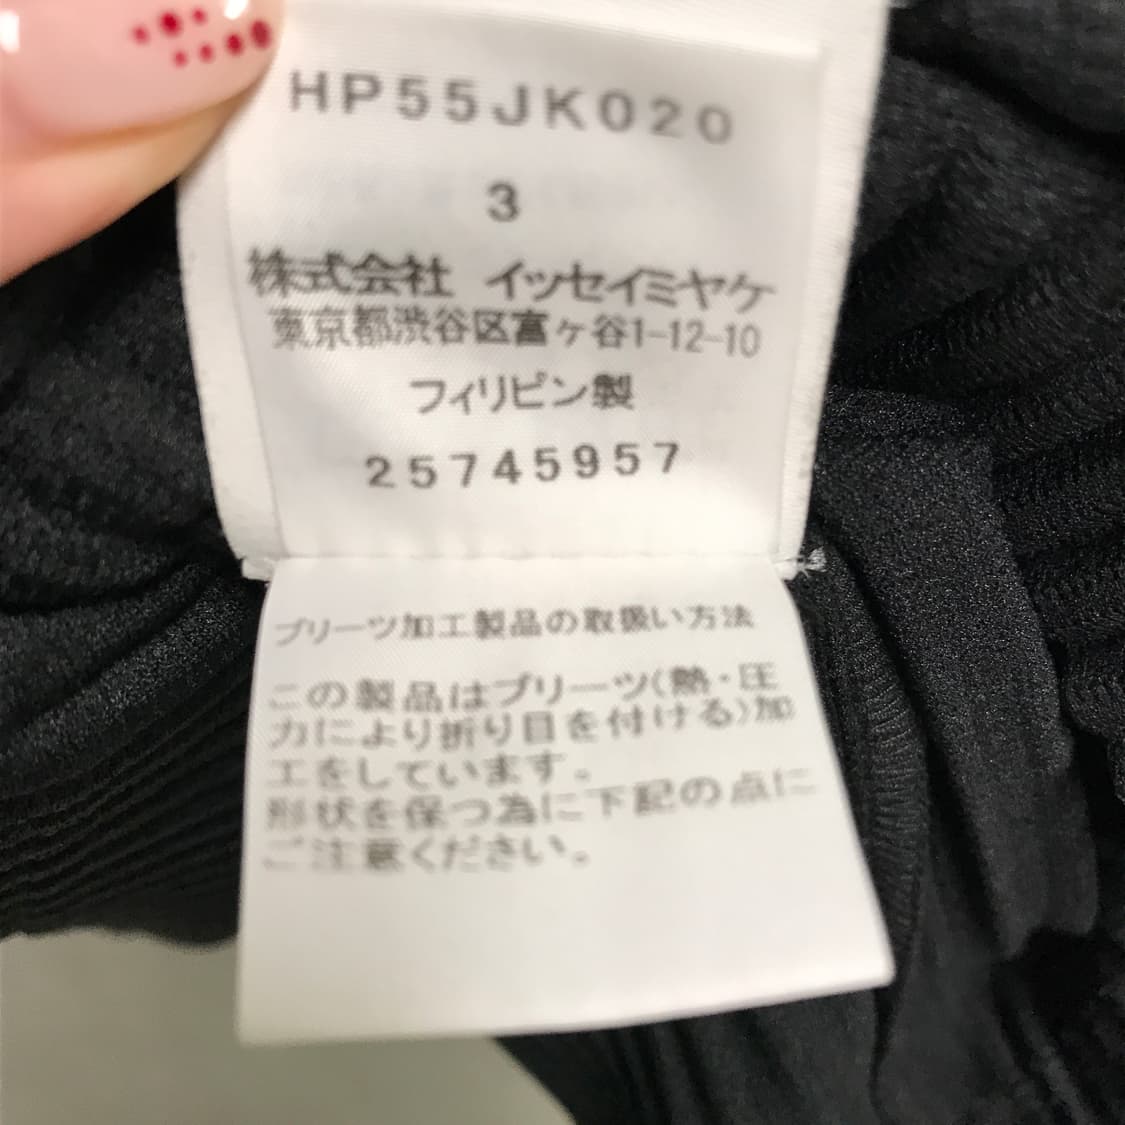 HP55JK020
3
株式会社 イッセイミヤケ
東京都渋谷区富ヶ谷1-12-10
フィリピン製
25745957
プリーツ加工製品の取扱い方法
この製品はプリーツ(熱・圧
力により折り目を付ける)加
工をしています。
形状を保つ為に下記の点に
ご注意ください。